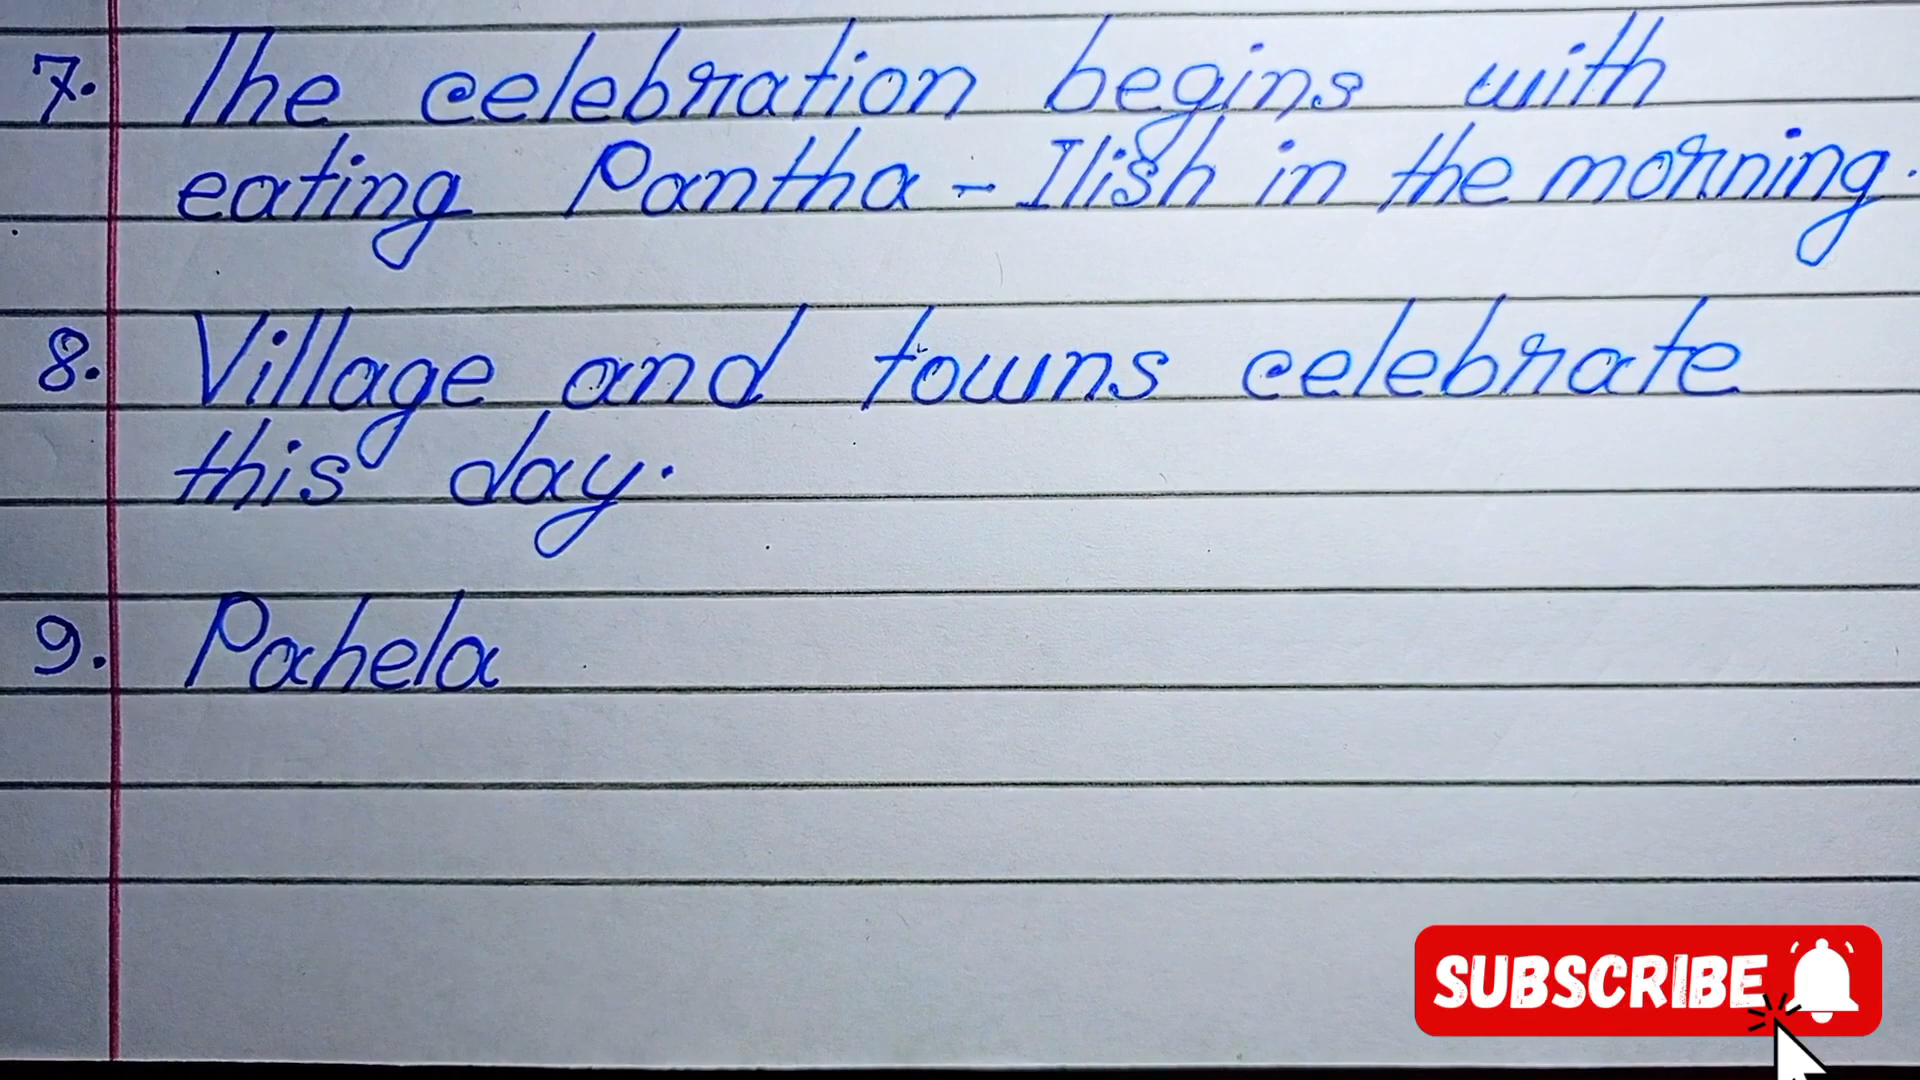 7. The celebration begins with
eating Pantha - Ilish in the morning.
8. Village and towns celebrate
this day.
9. Pahela
SUBSCRIBE